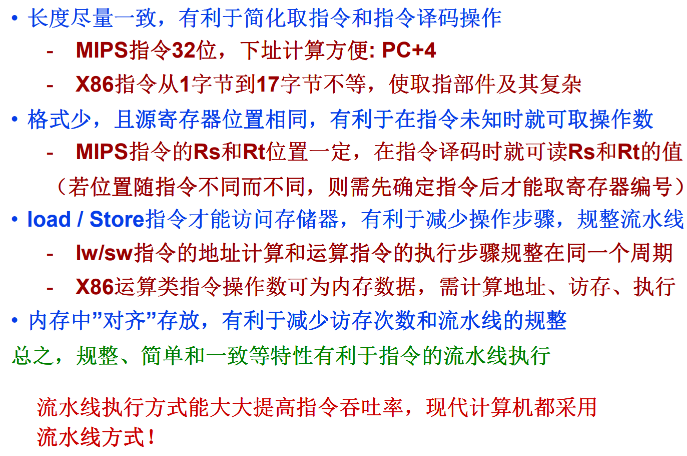 • 长度尽量一致，有利于简化取指令和指令译码操作
- MIPS指令32位，下址计算方便: PC+4
- X86指令从1字节到17字节不等，使取指部件及其复杂
• 格式少，且源寄存器位置相同，有利于在指令未知时就可取操作数
- MIPS指令的Rs和Rt位置一定，在指令译码时就可读Rs和Rt的值
（若位置随指令不同而不同，则需先确定指令后才能取寄存器编号）
• load / Store指令才能访问存储器，有利于减少操作步骤，规整流水线
- lw/sw指令的地址计算和运算指令的执行步骤规整在同一个周期
- X86运算类指令操作数可为内存数据，需计算地址、访存、执行
• 内存中”对齐”存放，有利于减少访存次数和流水线的规整
总之，规整、简单和一致等特性有利于指令的流水线执行
流水线执行方式能大大提高指令吞吐率，现代计算机都采用
流水线方式！